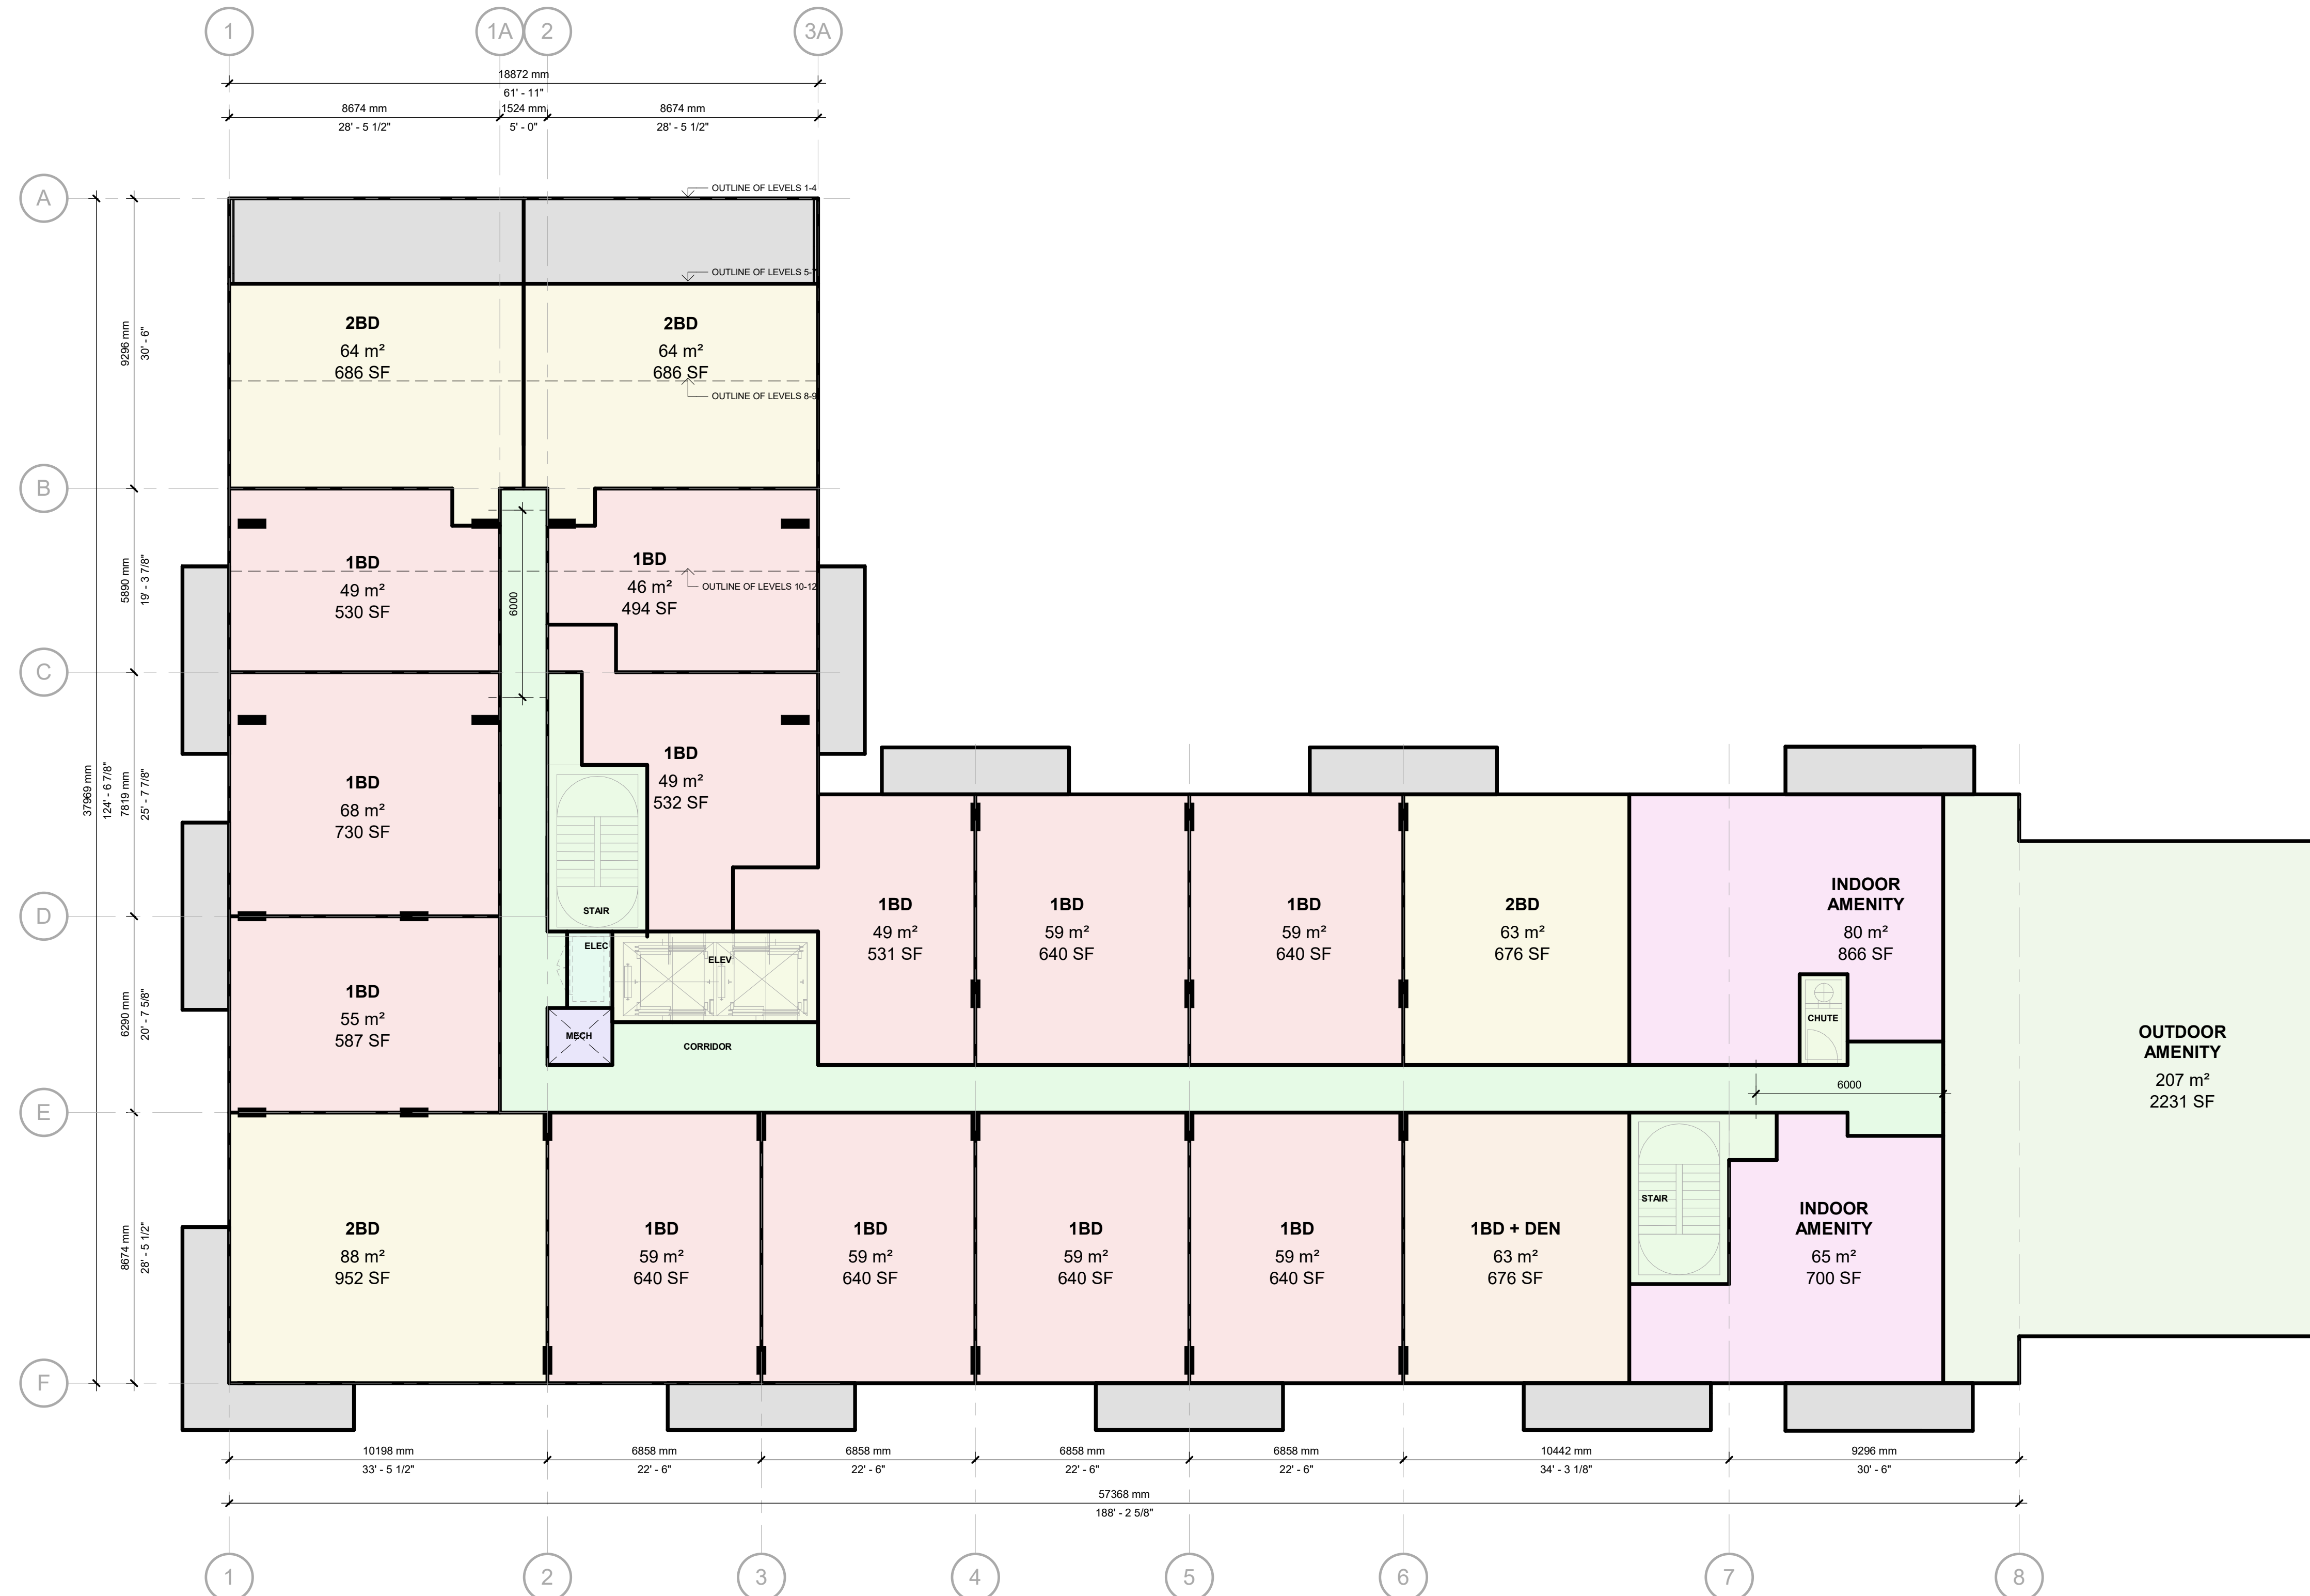 1
1A
2
3A
18872 mm
61' - 11"
8674 mm
1524 mm
8674 mm
28' - 5 1/2"
5' - 0"
28' - 5 1/2"
A
OUTLINE OF LEVELS 1-4
OUTLINE OF LEVELS 5-7
9296 mm
30' - 6"
2BD
64 m²
686 SF
2BD
64 m²
686 SF
OUTLINE OF LEVELS 8-9
B
5890 mm
19' - 3 7/8"
1BD
49 m²
530 SF
6000
1BD
46 m²
494 SF
OUTLINE OF LEVELS 10-12
C
37969 mm
124' - 6 7/8"
7819 mm
25' - 7 7/8"
1BD
68 m²
730 SF
1BD
49 m²
532 SF
STAIR
D
ELEC
ELEV
MECH
CORRIDOR
6290 mm
20' - 7 5/8"
1BD
55 m²
587 SF
1BD
49 m²
531 SF
1BD
59 m²
640 SF
1BD
59 m²
640 SF
2BD
63 m²
676 SF
INDOOR
AMENITY
80 m²
866 SF
CHUTE
OUTDOOR
AMENITY
207 m²
2231 SF
6000
E
8674 mm
28' - 5 1/2"
2BD
88 m²
952 SF
1BD
59 m²
640 SF
1BD
59 m²
640 SF
1BD
59 m²
640 SF
1BD
59 m²
640 SF
1BD + DEN
63 m²
676 SF
STAIR
INDOOR
AMENITY
65 m²
700 SF
F
10198 mm
6858 mm
6858 mm
6858 mm
6858 mm
10442 mm
9296 mm
33' - 5 1/2"
22' - 6"
22' - 6"
22' - 6"
22' - 6"
34' - 3 1/8"
30' - 6"
57368 mm
188' - 2 5/8"
1
2
3
4
5
6
7
8